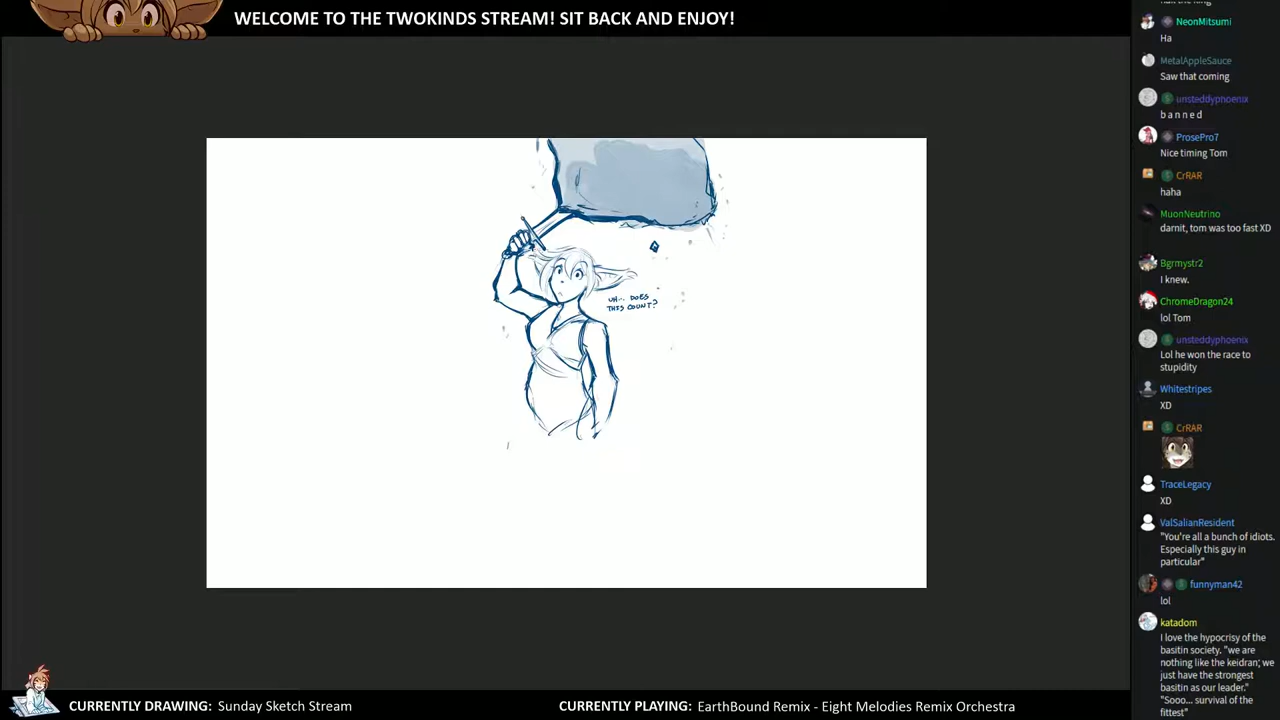 WELCOME TO THE TWOKINDS STREAM! SIT BACK AND ENJOY!
UH... DOES
THIS COUNT?
NeonMitsumi
Ha
MetalAppleSauce
Saw that coming
unsteddyphoenix
b a n n e d
ProsePro7
Nice timing Tom
CrRAR
haha
MuonNeutrino
darnit, tom was too fast XD
Bgrmystr2
I knew.
ChromeDragon24
lol Tom
unsteddyphoenix
Lol he won the race to
stupidity
Whitestripes
XD
CrRAR
TraceLegacy
XD
ValSalianResident
"You're all a bunch of idiots.
Especially this guy in
particular"
funnyman42
lol
katadom
I love the hypocrisy of the
basitin society. "we are
nothing like the keidran; we
just have the strongest
basitin as our leader."
"Sooo... survival of the
fittest"
CURRENTLY DRAWING: Sunday Sketch Stream
CURRENTLY PLAYING: EarthBound Remix - Eight Melodies Remix Orchestra